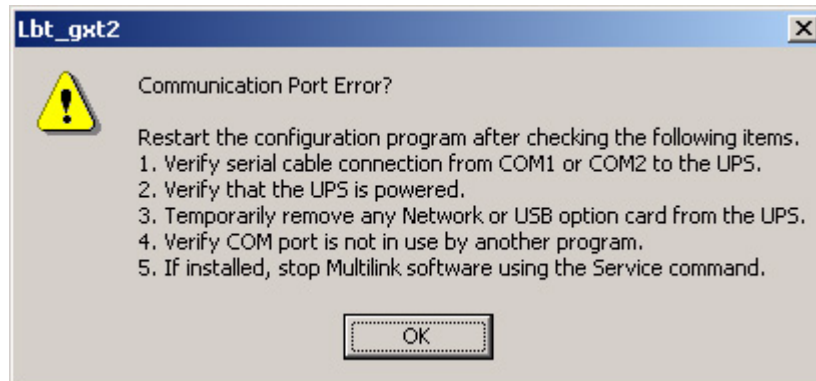 Lbt_gxt2
Communication Port Error?
Restart the configuration program after checking the following items.
1. Verify serial cable connection from COM1 or COM2 to the UPS.
2. Verify that the UPS is powered.
3. Temporarily remove any Network or USB option card from the UPS.
4. Verify COM port is not in use by another program.
5. If installed, stop Multilink software using the Service command.
OK